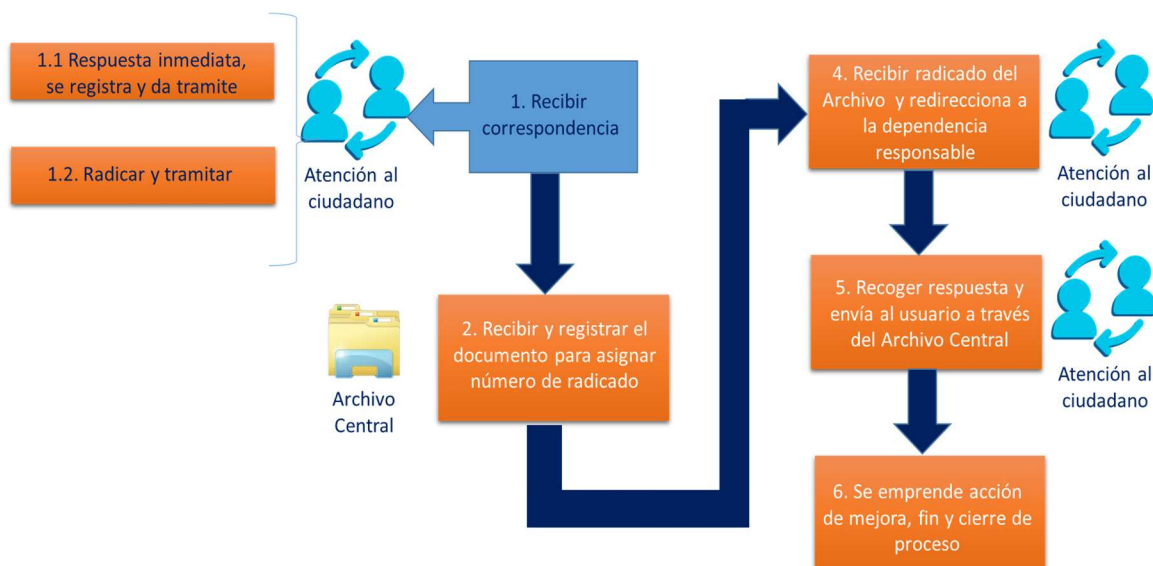 1.1 Respuesta inmediata,
se registra y da tramite
1.2. Radicar y tramitar
Atención al
ciudadano
1. Recibir
correspondencia
Archivo
Central
2. Recibir y registrar el
documento para asignar
número de radicado
4. Recibir radicado del
Archivo y redirecciona a
la dependencia
responsable
Atención al
ciudadano
5. Recoger respuesta y
envía al usuario a través
del Archivo Central
Atención al
ciudadano
6. Se emprende acción
de mejora, fin y cierre de
proceso